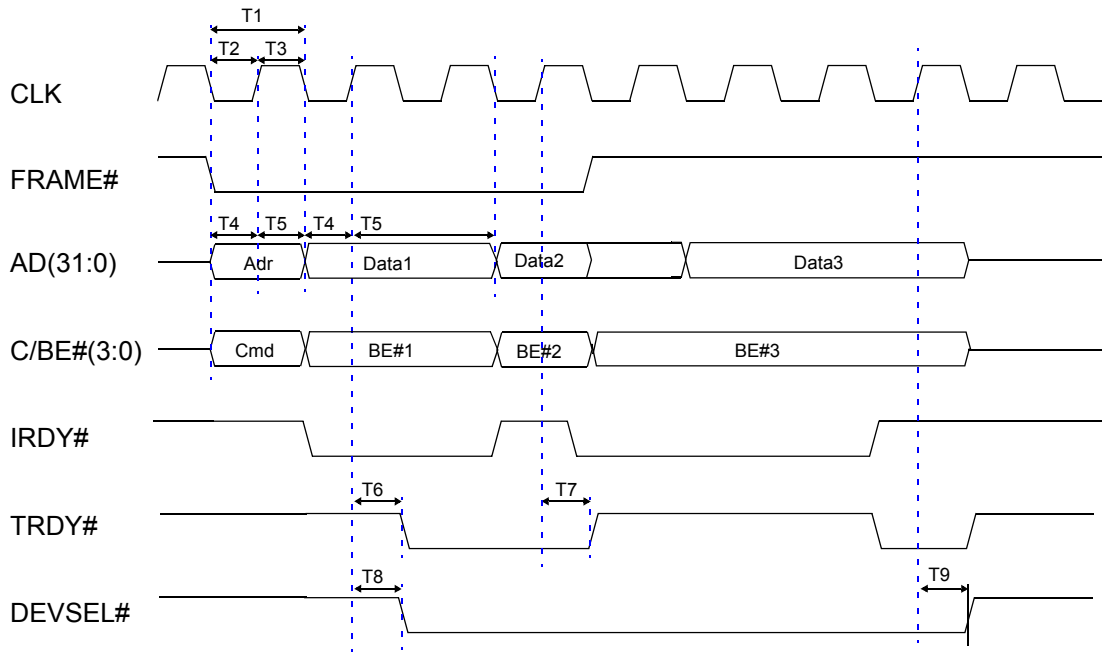 T1
T2 T3
CLK
FRAME#
T4 T5 T4 T5
AD(31:0) Adr Data1 Data2 Data3
C/BE#(3:0) Cmd BE#1 BE#2 BE#3
IRDY#
T6 T7
TRDY#
T8 T9
DEVSEL#